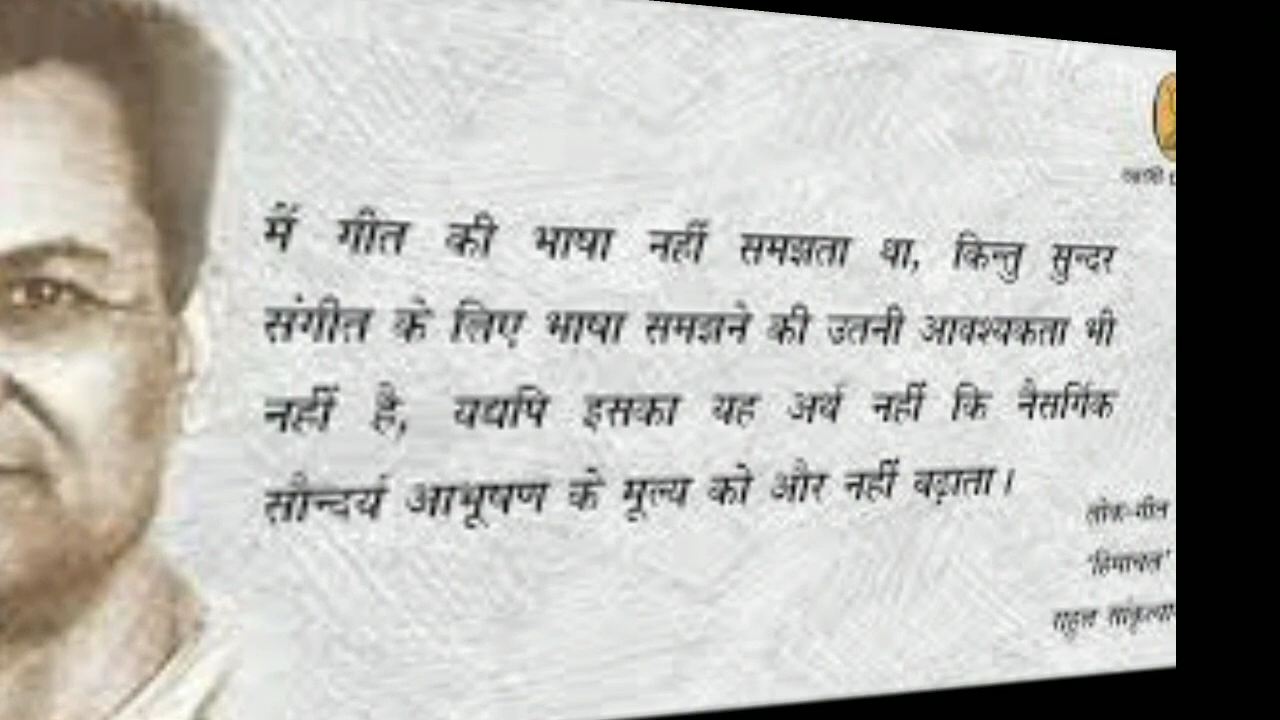 में गीत की भाषा नहीं समझता था, किन्तु सुन्दर
संगीत के लिए भाषा समझने की उतनी आवश्यकता भी
नहीं है, यद्यपि इसका यह अर्थ नहीं कि नैसर्गिक
सौन्दर्य आभूषण के मूल्य को और नहीं बढ़ाता।
लोक-गीत
'हिमाचल'
राहुल सांकृत्या